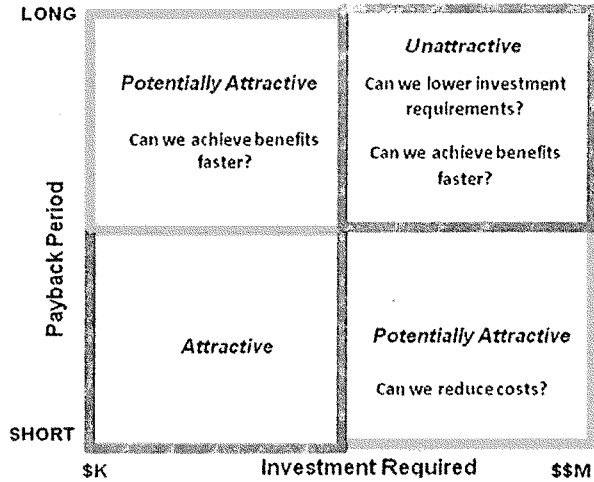 LONG
Unattractive
Can we lower investment
requirements?
Can we achieve benefits
faster?
Potentially Attractive
Can we achieve benefits
faster?
Payback Period
Attractive
Potentially Attractive
Can we reduce costs?
SHORT
$K
Investment Required
$$M